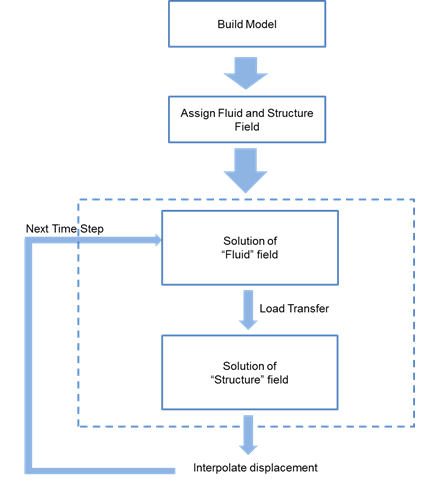 Build Model
Assign Fluid and Structure
Field
Next Time Step
Solution of
“Fluid” field
Load Transfer
Solution of
“Structure” field
Interpolate displacement